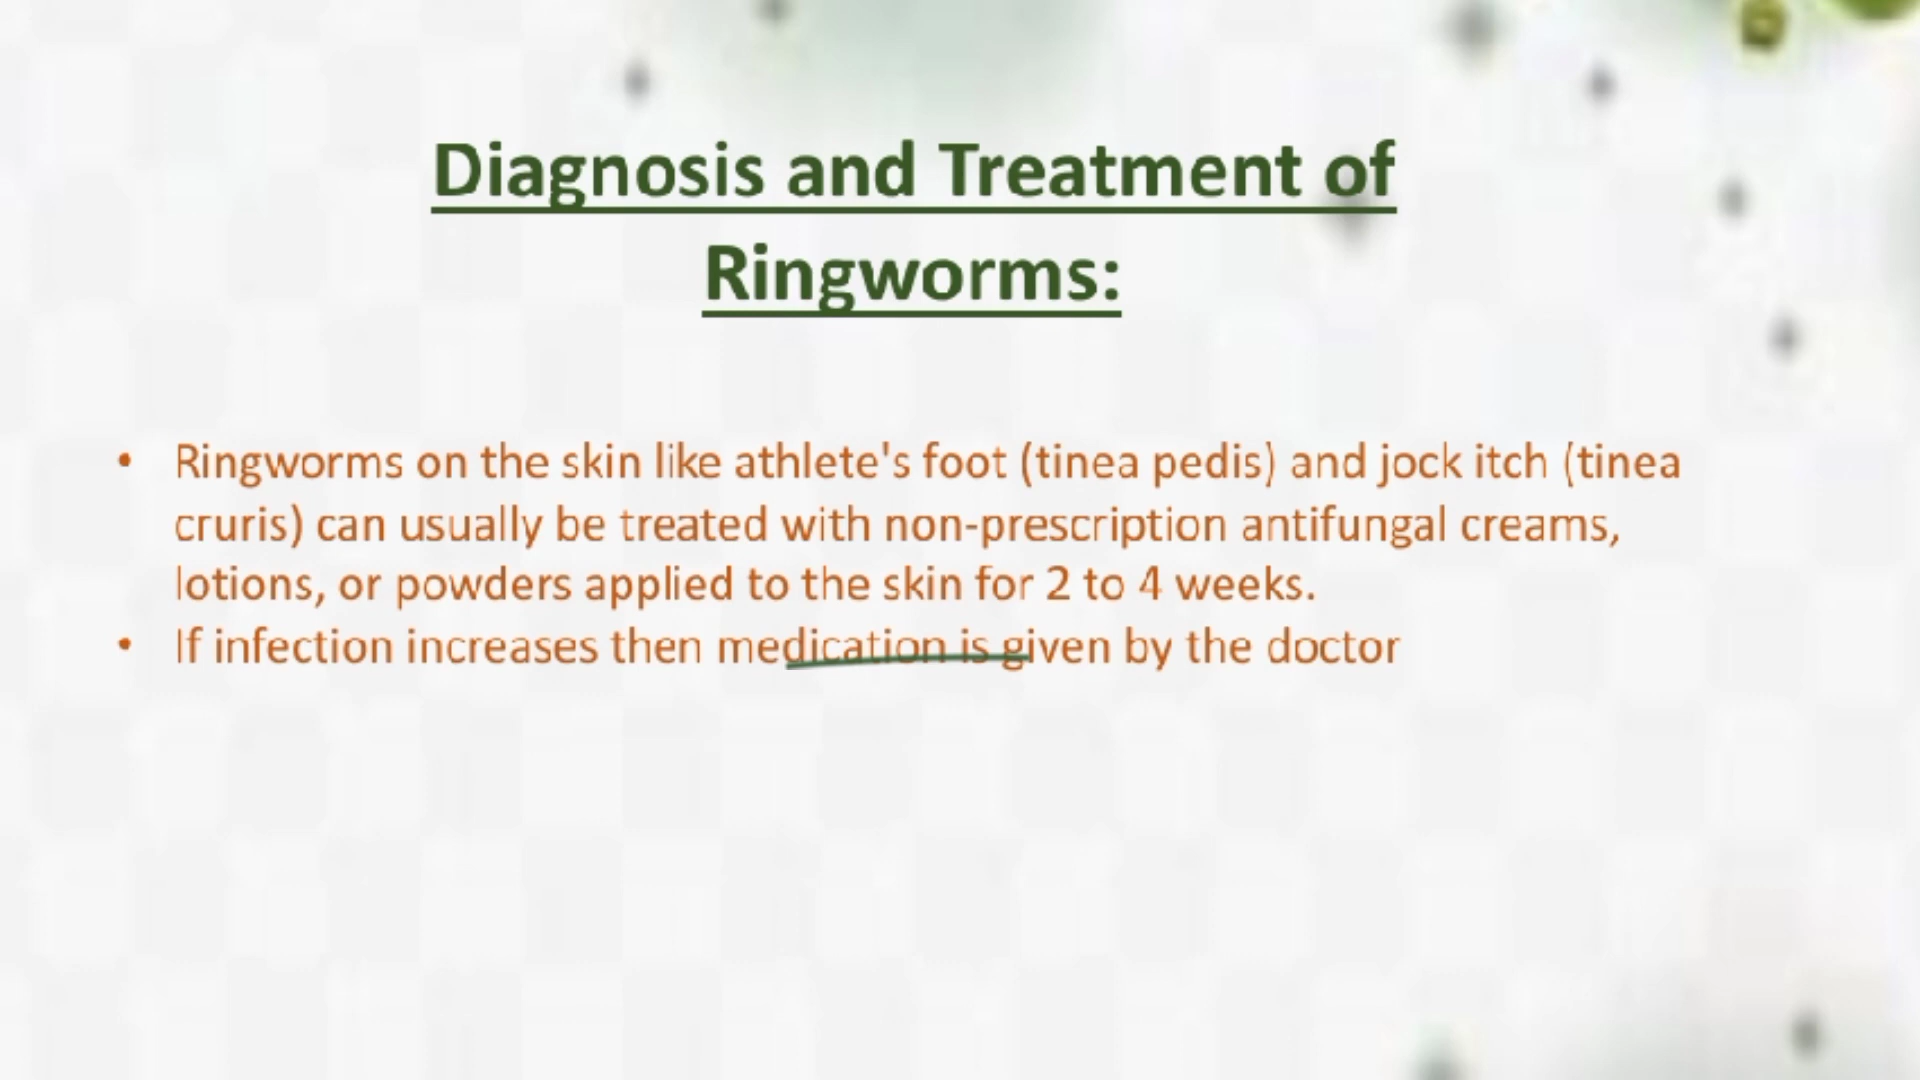 Diagnosis and Treatment of
Ringworms:
• Ringworms on the skin like athlete's foot (tinea pedis) and jock itch (tinea
cruris) can usually be treated with non-prescription antifungal creams,
lotions, or powders applied to the skin for 2 to 4 weeks.
• If infection increases then medication is given by the doctor